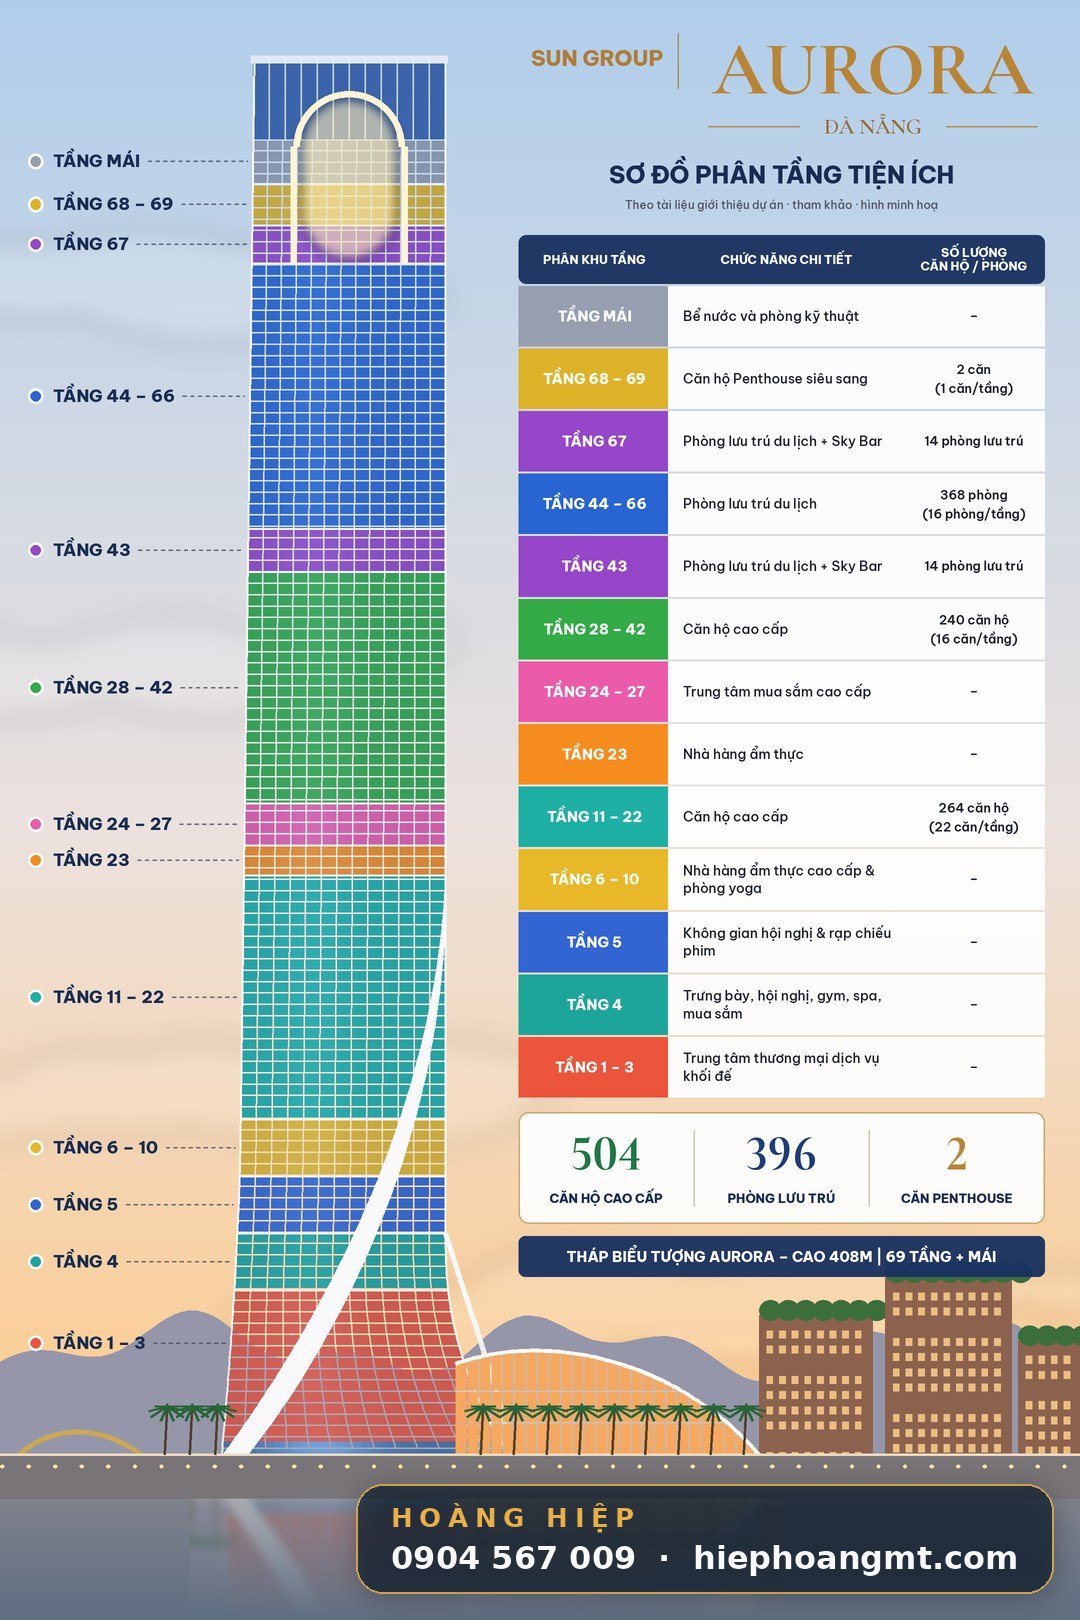 SUN GROUP
AURORA
ĐÀ NẴNG
SƠ ĐỒ PHÂN TẦNG TIỆN ÍCH
Theo tài liệu giới thiệu dự án · tham khảo · hình minh hoạ
TẦNG MÁI
TẦNG 68 – 69
TẦNG 67
TẦNG 44 – 66
TẦNG 43
TẦNG 28 – 42
TẦNG 24 – 27
TẦNG 23
TẦNG 11 – 22
TẦNG 6 – 10
TẦNG 5
TẦNG 4
TẦNG 1 – 3
PHÂN KHU TẦNG
CHỨC NĂNG CHI TIẾT
SỐ LƯỢNG
CĂN HỘ / PHÒNG
TẦNG MÁI
Bể nước và phòng kỹ thuật
–
TẦNG 68 – 69
Căn hộ Penthouse siêu sang
2 căn
(1 căn/tầng)
TẦNG 67
Phòng lưu trú du lịch + Sky Bar
14 phòng lưu trú
TẦNG 44 – 66
Phòng lưu trú du lịch
368 phòng
(16 phòng/tầng)
TẦNG 43
Phòng lưu trú du lịch + Sky Bar
14 phòng lưu trú
TẦNG 28 – 42
Căn hộ cao cấp
240 căn hộ
(16 căn/tầng)
TẦNG 24 – 27
Trung tâm mua sắm cao cấp
–
TẦNG 23
Nhà hàng ẩm thực
–
TẦNG 11 – 22
Căn hộ cao cấp
264 căn hộ
(22 căn/tầng)
TẦNG 6 – 10
Nhà hàng ẩm thực cao cấp &
phòng yoga
–
TẦNG 5
Không gian hội nghị & rạp chiếu
phim
–
TẦNG 4
Trưng bày, hội nghị, gym, spa,
mua sắm
–
TẦNG 1 – 3
Trung tâm thương mại dịch vụ
khối đế
–
504
CĂN HỘ CAO CẤP
396
PHÒNG LƯU TRÚ
2
CĂN PENTHOUSE
THÁP BIỂU TƯỢNG AURORA – CAO 408M | 69 TẦNG + MÁI
HOÀNG HIỆP
0904 567 009 · hiephoangmt.com